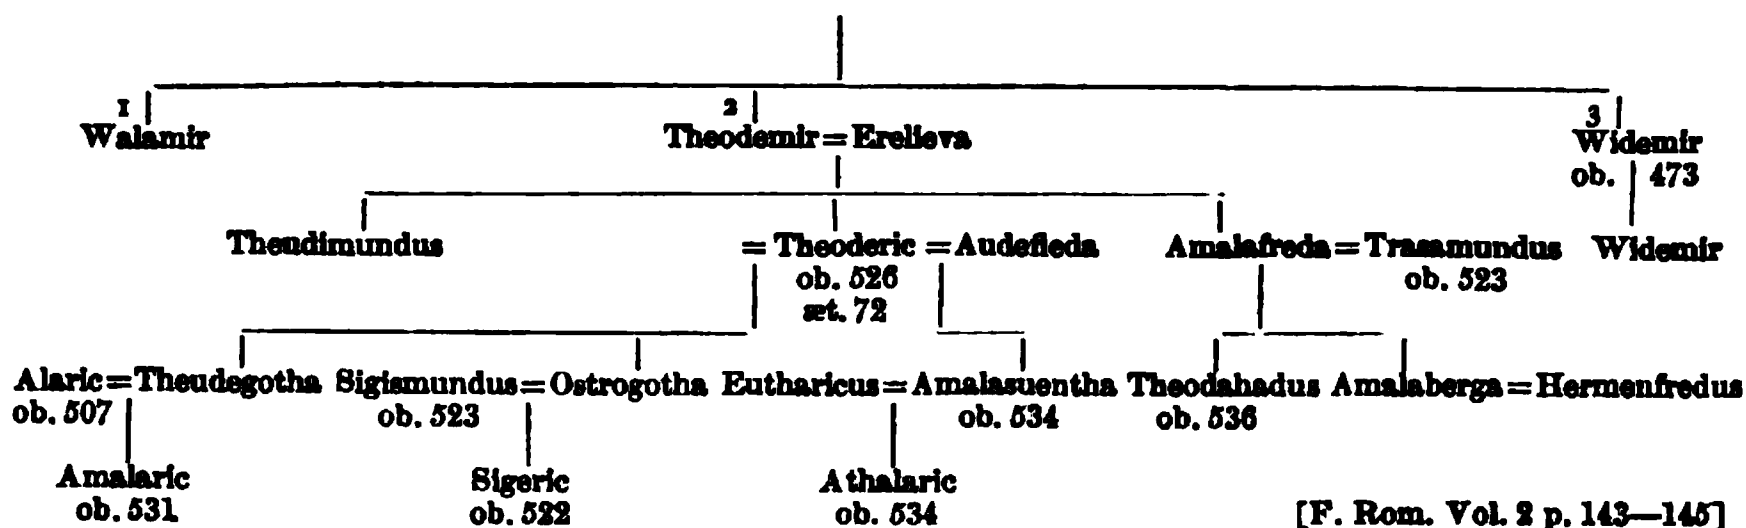 1 2 3
Walamir Theodemir = Erelieva Widemir
ob. 473
Theudimundus = Theoderic = Audefleda Amalafreda = Trasamundus Widemir
ob. 526 ob. 523
æt. 72
Alaric = Theudegotha Sigismundus = Ostrogotha Eutharicus = Amalasuentha Theodahadus Amalaberga = Hermenfredus
ob. 507 ob. 523 ob. 534 ob. 536
Amalaric Sigeric Athalaric
ob. 531 ob. 522 ob. 534
[F. Rom. Vol. 2 p. 143—145]